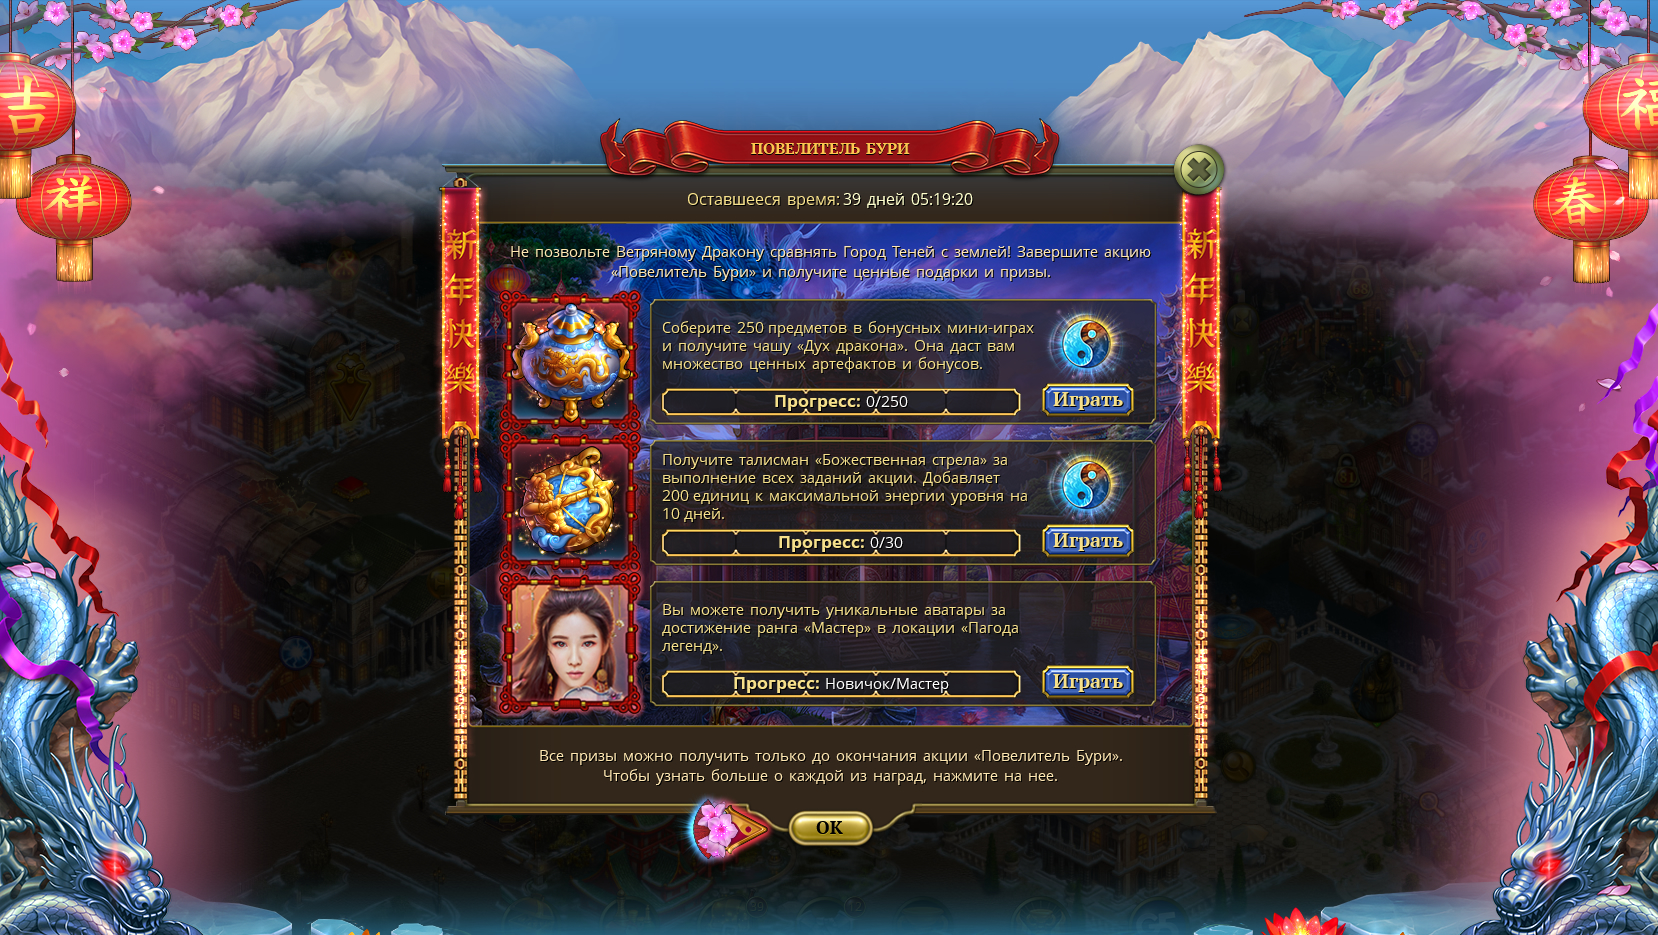 吉
祥
福
春
ПОВЕЛИТЕЛЬ БУРИ
Оставшееся время: 39 дней 05:19:20
新年快樂
新年快樂
Не позвольте Ветряному Дракону сравнять Город Теней с землей! Завершите акцию
«Повелитель Бури» и получите ценные подарки и призы.
Соберите 250 предметов в бонусных мини-играх
и получите чашу «Дух дракона». Она даст вам
множество ценных артефактов и бонусов.
Прогресс: 0/250
Играть
Получите талисман «Божественная стрела» за
выполнение всех заданий акции. Добавляет
200 единиц к максимальной энергии уровня на
10 дней.
Прогресс: 0/30
Играть
Вы можете получить уникальные аватары за
достижение ранга «Мастер» в локации «Пагода
легенд».
Прогресс: Новичок/Мастер
Играть
Все призы можно получить только до окончания акции «Повелитель Бури».
Чтобы узнать больше о каждой из наград, нажмите на нее.
ОК